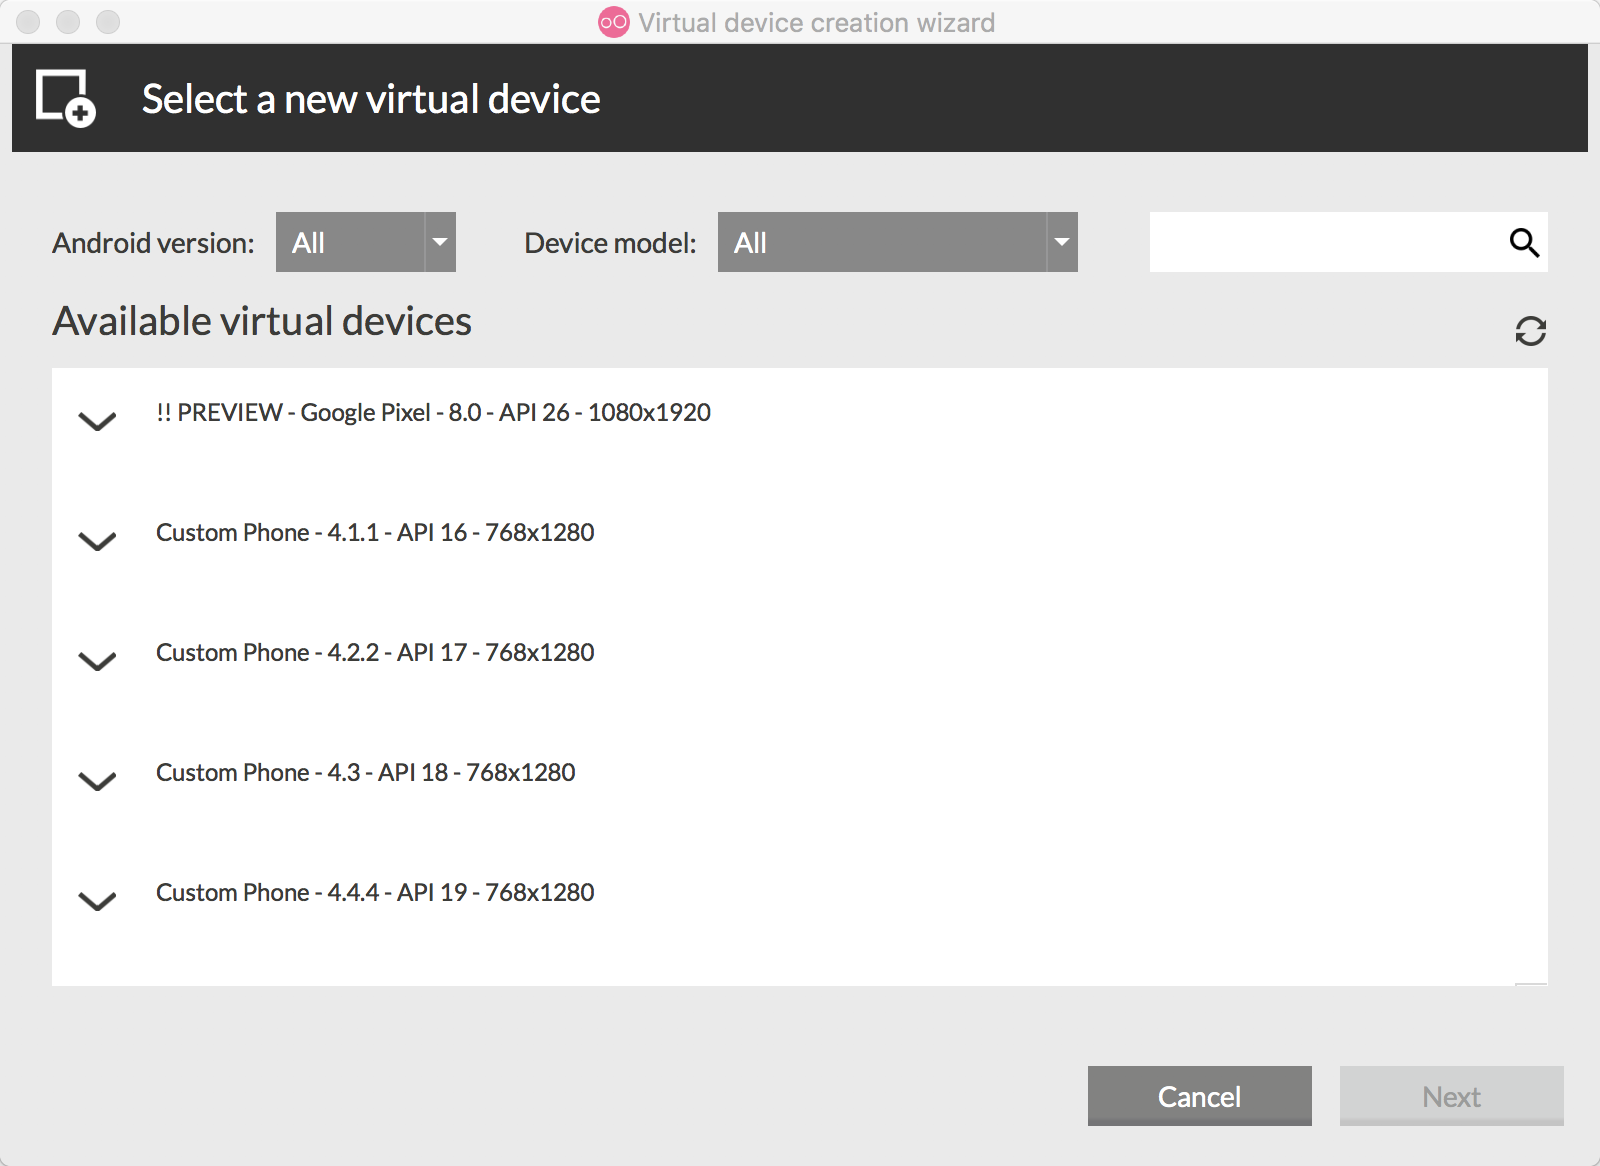 Virtual device creation wizard
Select a new virtual device
Android version: All Device model: All
Available virtual devices
!! PREVIEW - Google Pixel - 8.0 - API 26 - 1080x1920
Custom Phone - 4.1.1 - API 16 - 768x1280
Custom Phone - 4.2.2 - API 17 - 768x1280
Custom Phone - 4.3 - API 18 - 768x1280
Custom Phone - 4.4.4 - API 19 - 768x1280
Cancel Next